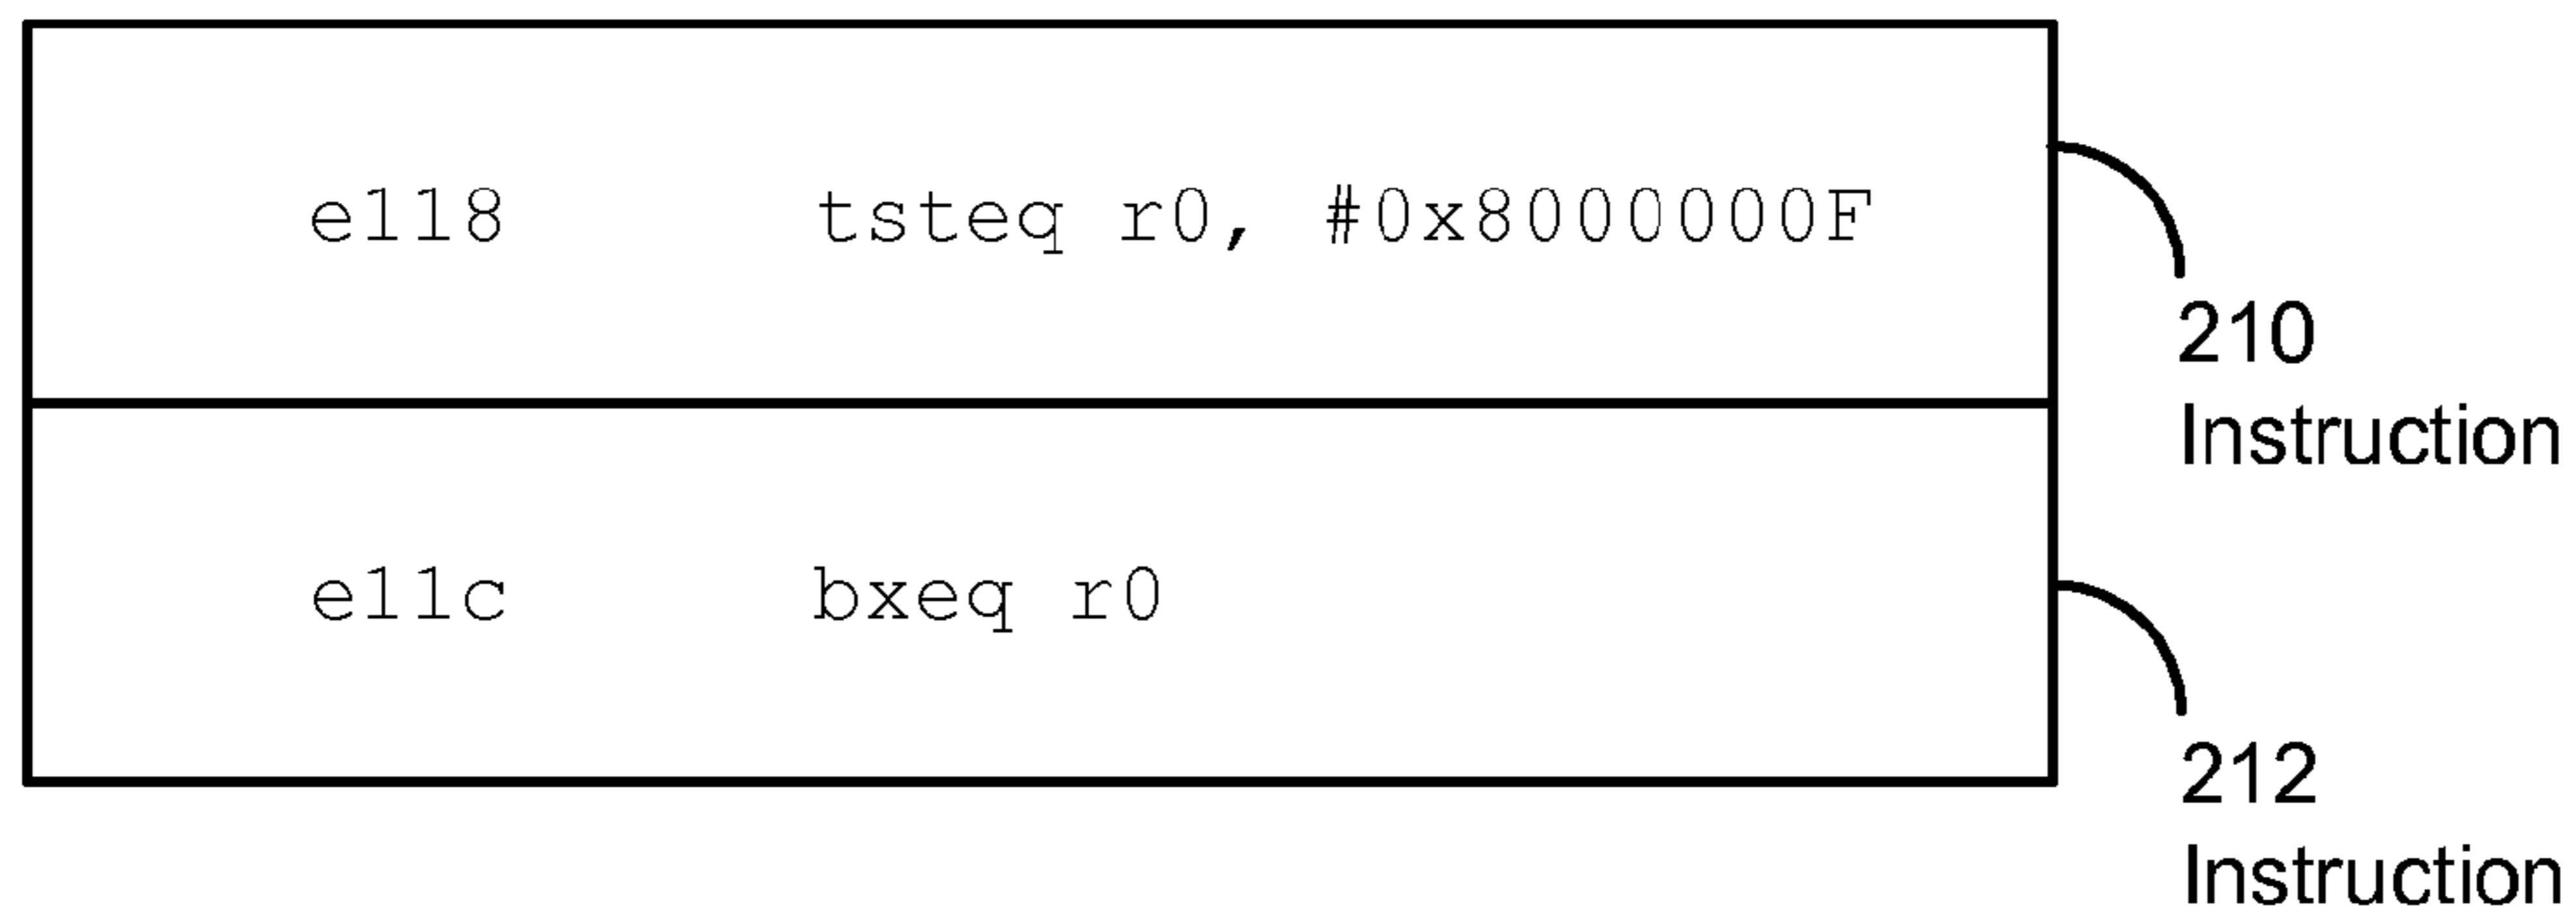 e118 tsteq r0, #0x8000000F
210
Instruction
e11c bxeq r0
212
Instruction